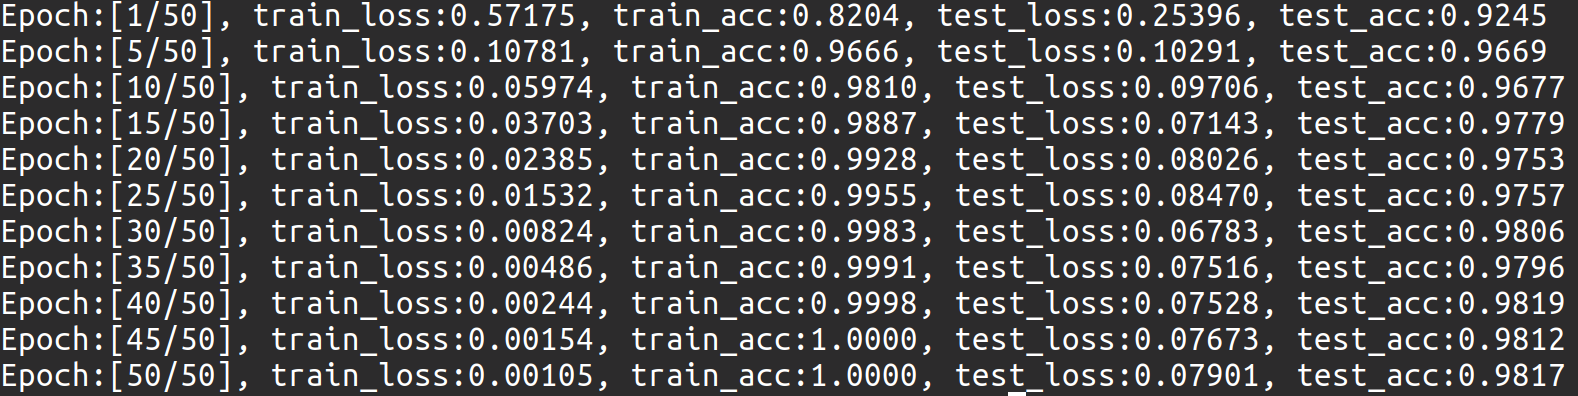 Epoch:[1/50], train_loss:0.57175, train_acc:0.8204, test_loss:0.25396, test_acc:0.9245
Epoch:[5/50], train_loss:0.10781, train_acc:0.9666, test_loss:0.10291, test_acc:0.9669
Epoch:[10/50], train_loss:0.05974, train_acc:0.9810, test_loss:0.09706, test_acc:0.9677
Epoch:[15/50], train_loss:0.03703, train_acc:0.9887, test_loss:0.07143, test_acc:0.9779
Epoch:[20/50], train_loss:0.02385, train_acc:0.9928, test_loss:0.08026, test_acc:0.9753
Epoch:[25/50], train_loss:0.01532, train_acc:0.9955, test_loss:0.08470, test_acc:0.9757
Epoch:[30/50], train_loss:0.00824, train_acc:0.9983, test_loss:0.06783, test_acc:0.9806
Epoch:[35/50], train_loss:0.00486, train_acc:0.9991, test_loss:0.07516, test_acc:0.9796
Epoch:[40/50], train_loss:0.00244, train_acc:0.9998, test_loss:0.07528, test_acc:0.9819
Epoch:[45/50], train_loss:0.00154, train_acc:1.0000, test_loss:0.07673, test_acc:0.9812
Epoch:[50/50], train_loss:0.00105, train_acc:1.0000, test_loss:0.07901, test_acc:0.9817